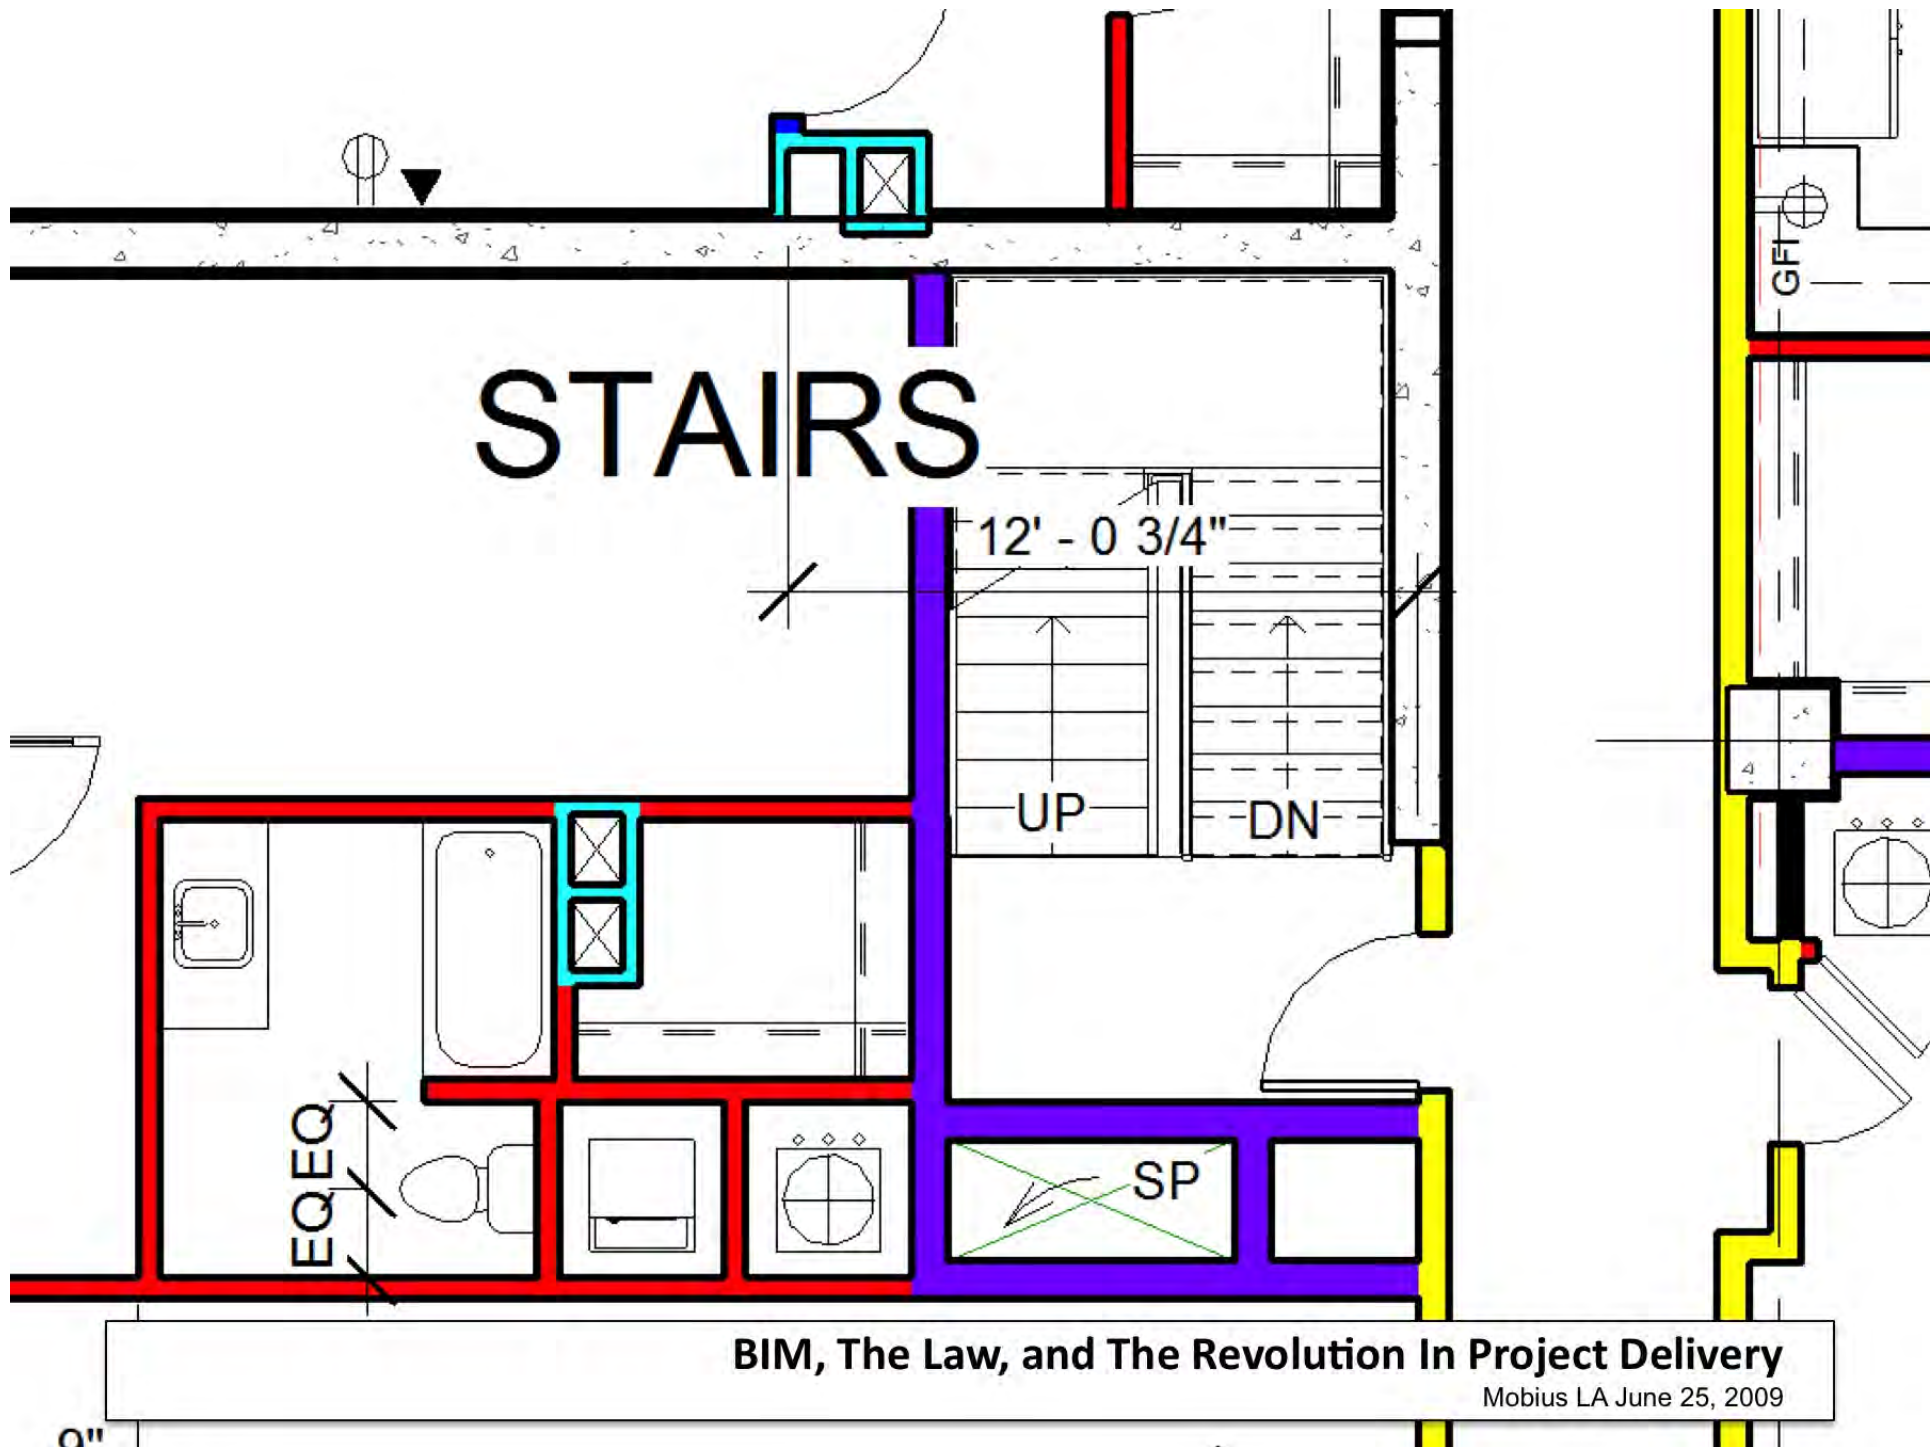 GFI
STAIRS
12' - 0 3/4"
UP
DN
EQ
EQ
SP
BIM, The Law, and The Revolution In Project Delivery
Mobius LA June 25, 2009
9"